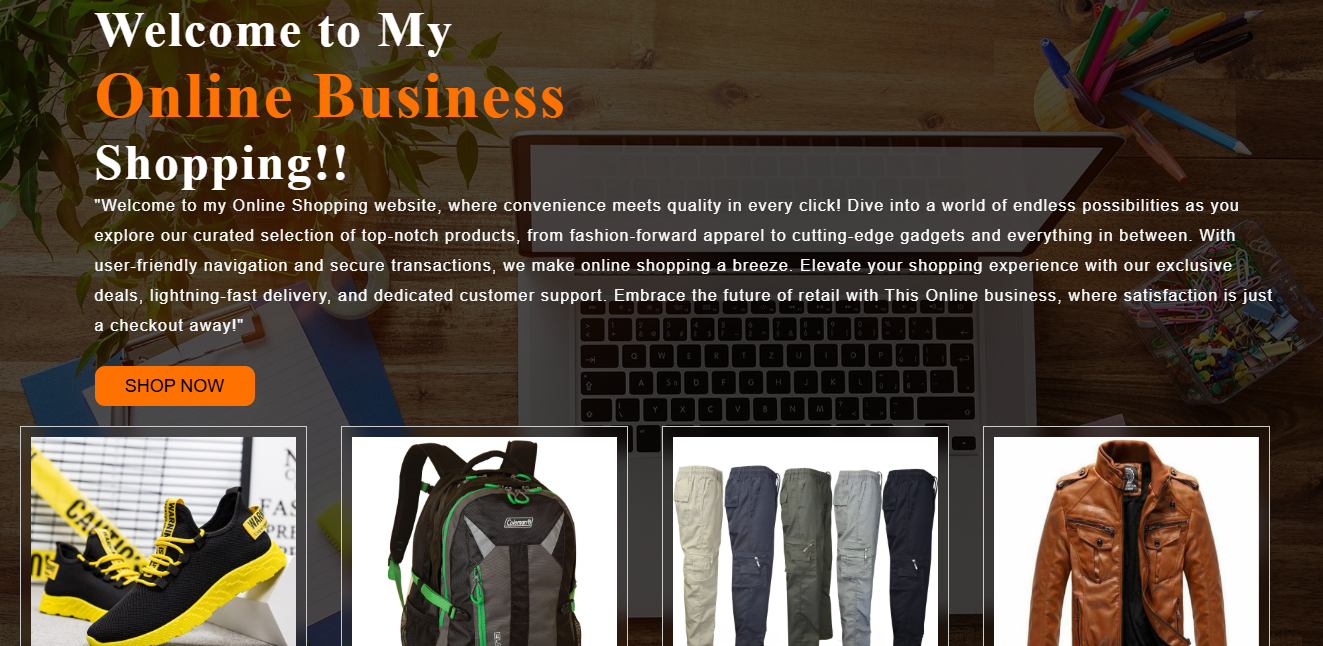 Welcome to My
Online Business
Shopping!!
"Welcome to my Online Shopping website, where convenience meets quality in every click! Dive into a world of endless possibilities as you
explore our curated selection of top-notch products, from fashion-forward apparel to cutting-edge gadgets and everything in between. With
user-friendly navigation and secure transactions, we make online shopping a breeze. Elevate your shopping experience with our exclusive
deals, lightning-fast delivery, and dedicated customer support. Embrace the future of retail with This Online business, where satisfaction is just
a checkout away!"
SHOP NOW
CAUTION
WARN
Coleman